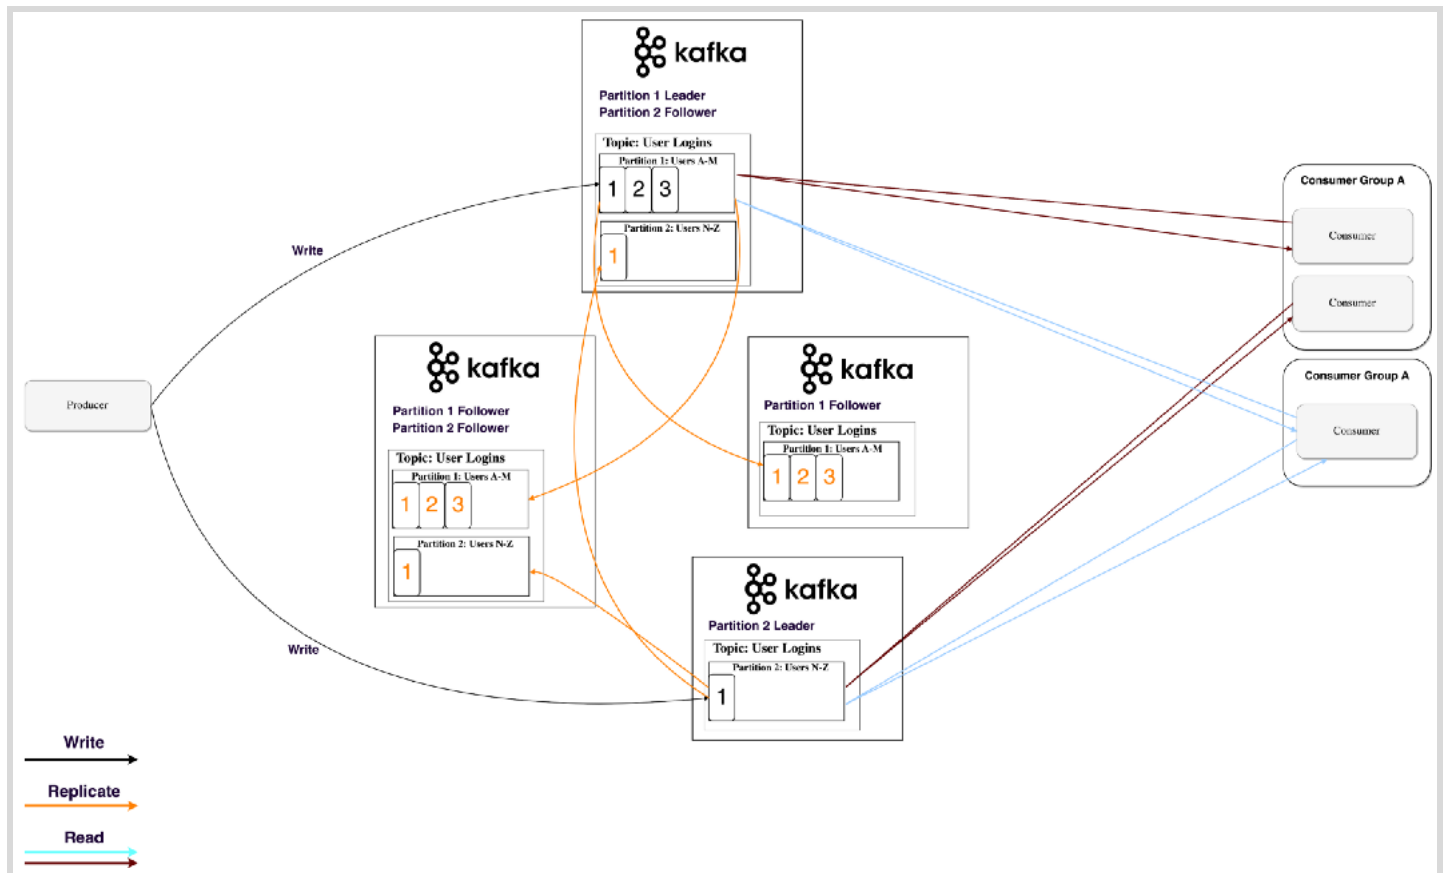 kafka
Partition 1 Leader
Partition 2 Follower
Topic: User Logins
Partition 1: Users A-M
1 2 3
Partition 2: Users N-Z
1
Consumer Group A
Consumer
Consumer
Consumer Group A
Consumer
Write
Producer
kafka
Partition 1 Follower
Partition 2 Follower
Topic: User Logins
Partition 1: Users A-M
1 2 3
Partition 2: Users N-Z
1
kafka
Partition 1 Follower
Topic: User Logins
Partition 1: Users A-M
1 2 3
kafka
Partition 2 Leader
Topic: User Logins
Partition 2: Users N-Z
1
Write
Write
Replicate
Read